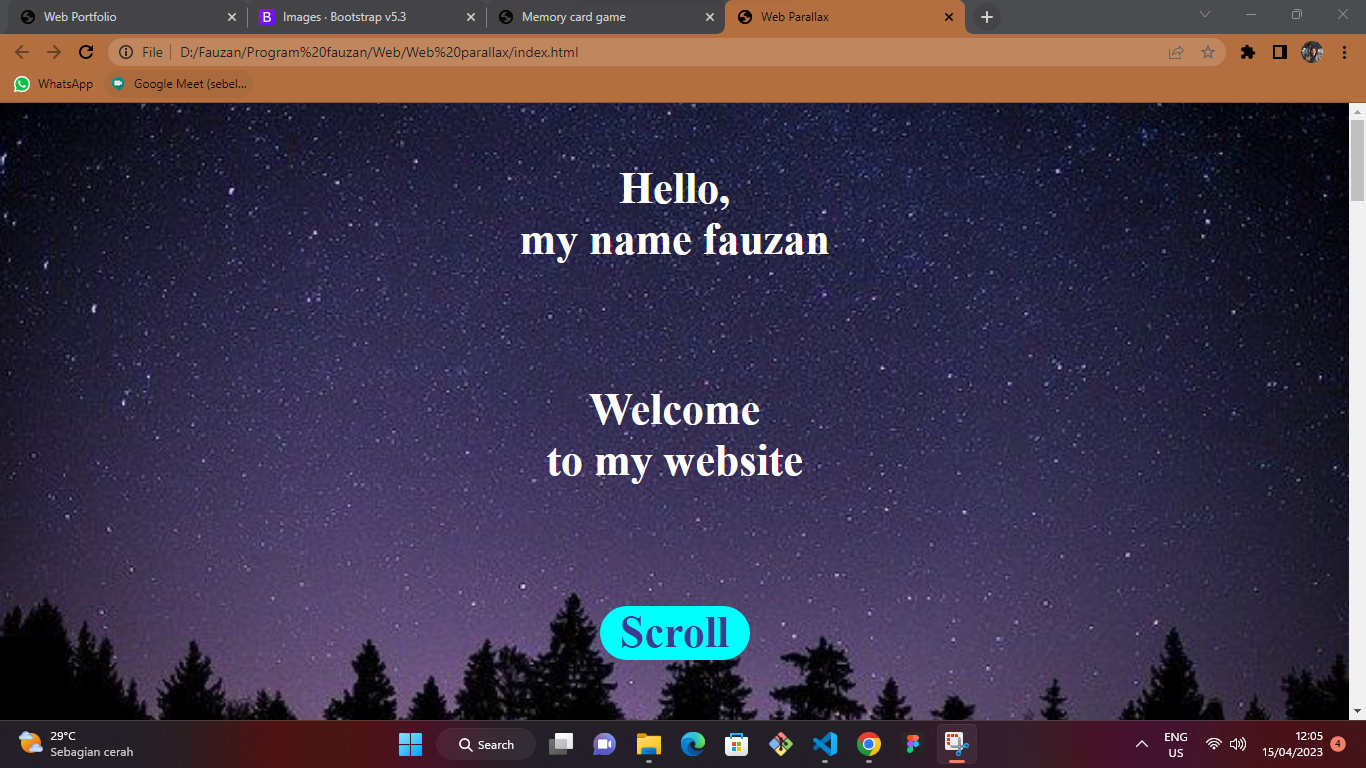 Web Portfolio
Images · Bootstrap v5.3
Memory card game
Web Parallax
File
D:/Fauzan/Program%20fauzan/Web/Web%20parallax/index.html
WhatsApp
Google Meet (sebel...
Hello,
my name fauzan
Welcome
to my website
Scroll
29°C
Sebagian cerah
Search
ENG
US
12:05
15/04/2023
4